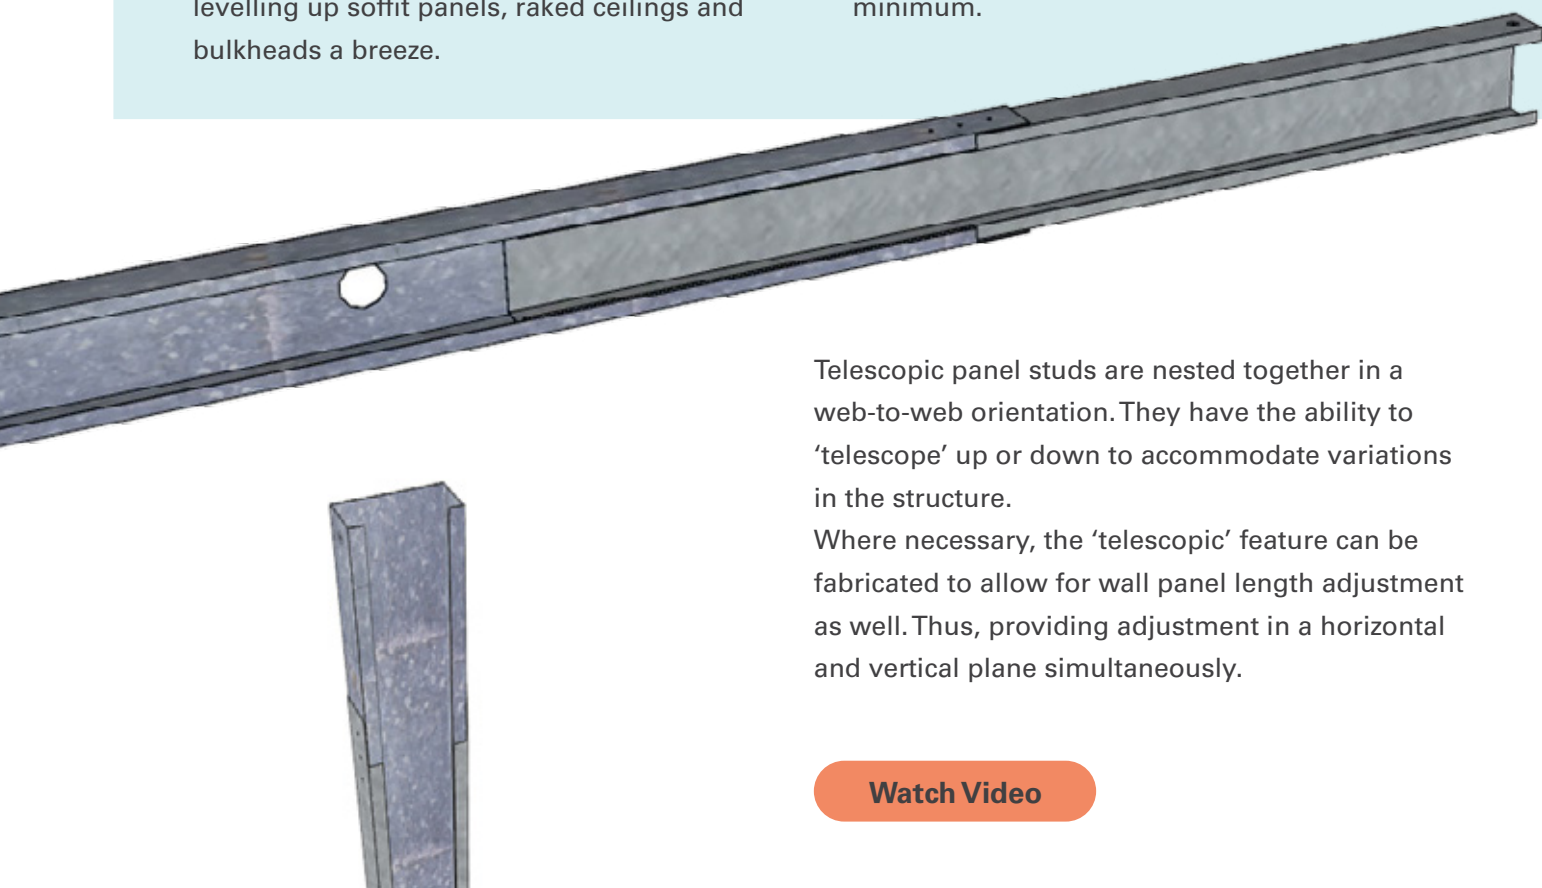 levelling up soffit panels, raked ceilings and
bulkheads a breeze.
minimum.
Telescopic panel studs are nested together in a
web-to-web orientation. They have the ability to
‘telescope’ up or down to accommodate variations
in the structure.
Where necessary, the ‘telescopic’ feature can be
fabricated to allow for wall panel length adjustment
as well. Thus, providing adjustment in a horizontal
and vertical plane simultaneously.
Watch Video